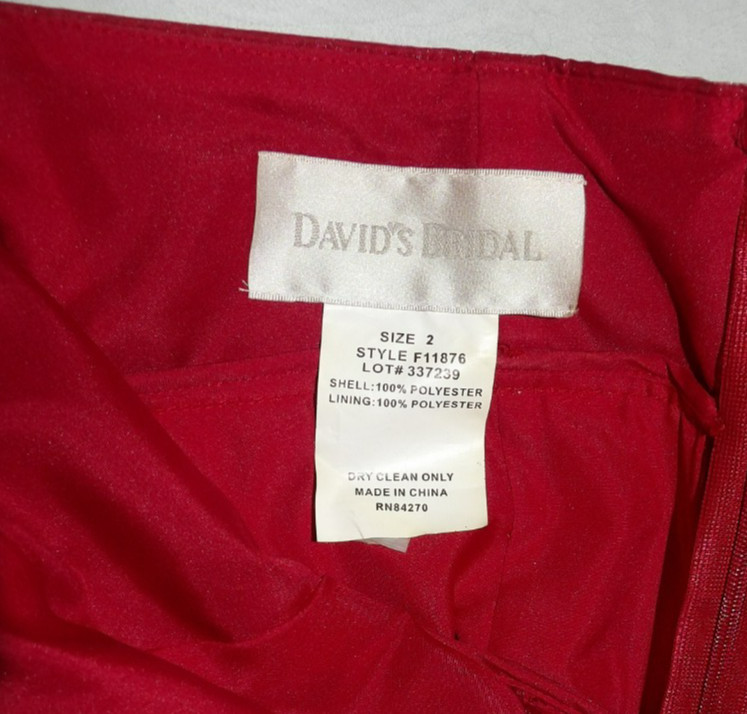 DAVID'S BRIDAL
SIZE 2
STYLE F11876
LOT# 337239
SHELL:100% POLYESTER
LINING:100% POLYESTER
DRY CLEAN ONLY
MADE IN CHINA
RN84270